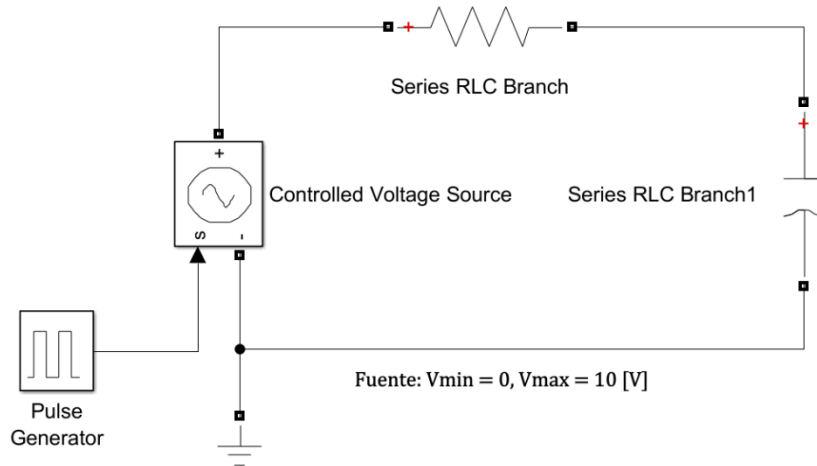 Series RLC Branch
+
Controlled Voltage Source
Series RLC Branch1
s
-
Fuente: Vmin = 0, Vmax = 10 [V]
Pulse
Generator